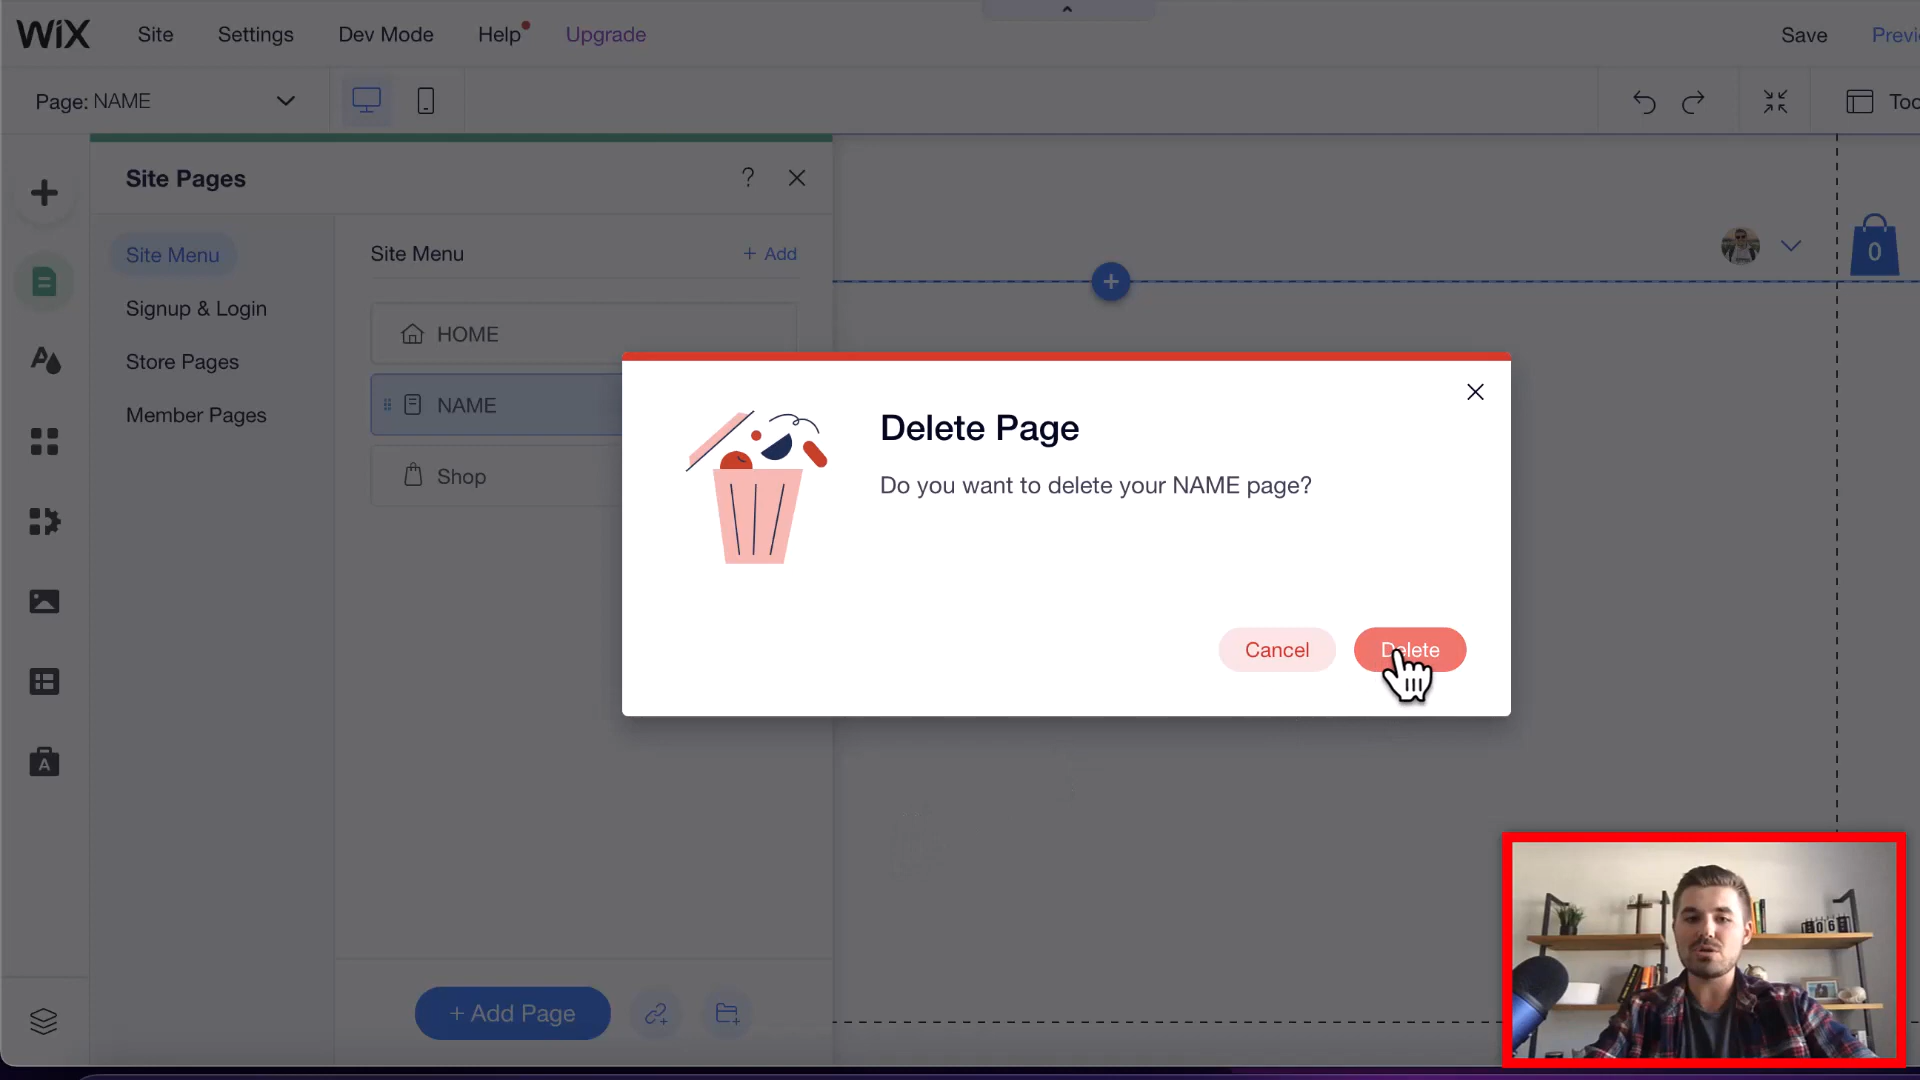 WiX Site Settings Dev Mode Help Upgrade Save Previ
Page: NAME Too
Site Pages ?
Site Menu
Signup & Login
Store Pages
Member Pages
Site Menu + Add
HOME
NAME
Shop
+ Add Page
0
Delete Page
Do you want to delete your NAME page?
Cancel Delete